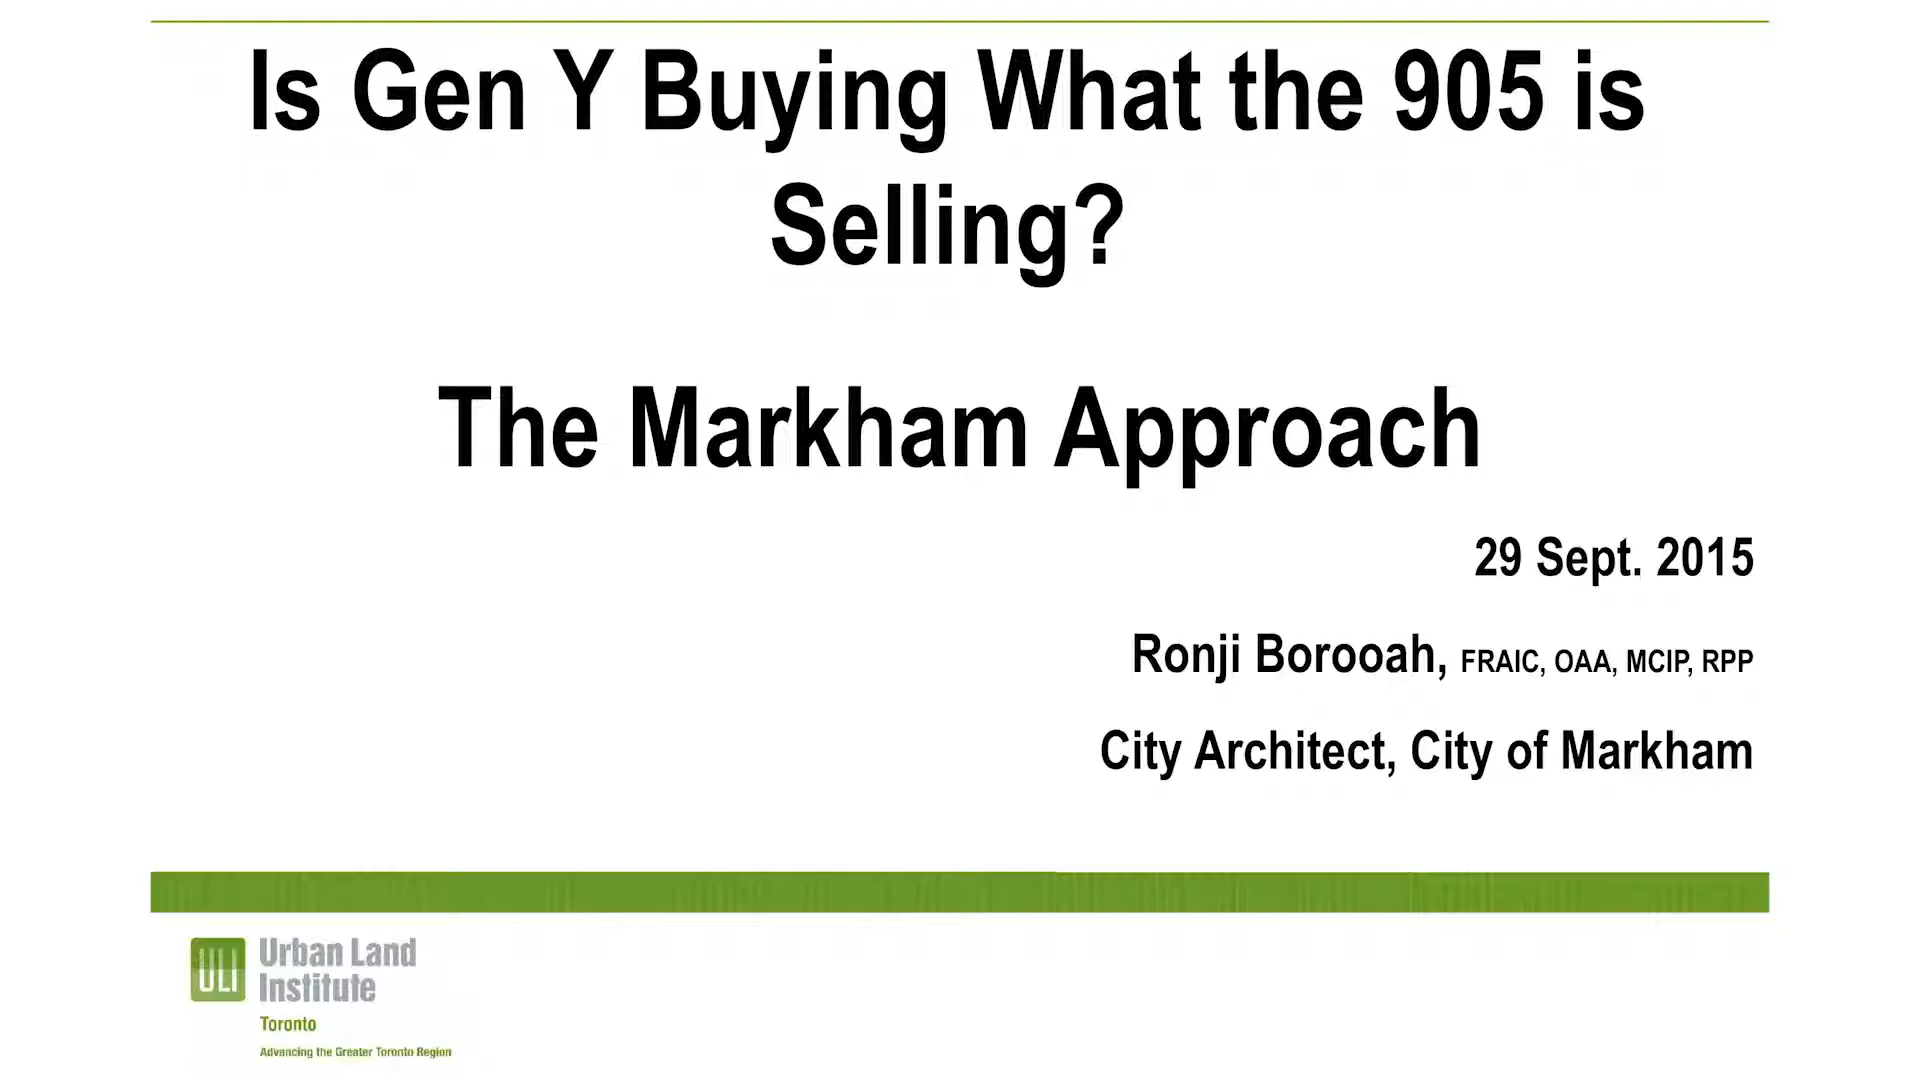 Is Gen Y Buying What the 905 is
Selling?
The Markham Approach
29 Sept. 2015
Ronji Borooah, FRAIC, OAA, MCIP, RPP
City Architect, City of Markham
ULI
Urban Land
Institute
Toronto
Advancing the Greater Toronto Region